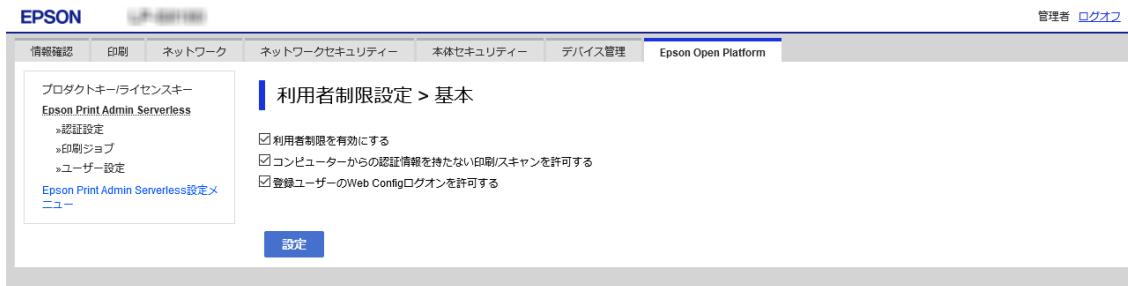 EPSON
管理者 ログオフ
情報確認 印刷 ネットワーク ネットワークセキュリティー 本体セキュリティー デバイス管理 Epson Open Platform
プロダクトキー/ライセンスキー
Epson Print Admin Serverless
»認証設定
»印刷ジョブ
»ユーザー設定
Epson Print Admin Serverless設定メ
ニュー
利用者制限設定 > 基本
利用者制限を有効にする
コンピューターからの認証情報を持たない印刷/スキャンを許可する
登録ユーザーのWeb Configログオンを許可する
設定